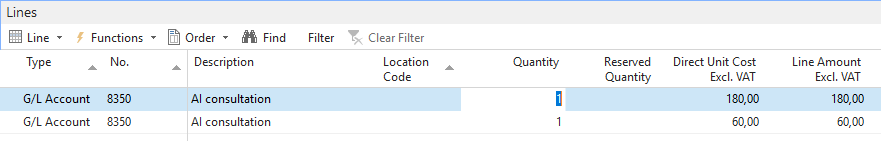 Lines
Line Functions Order Find Filter Clear Filter
Type No. Description Location Code Quantity Reserved Quantity Direct Unit Cost Excl. VAT Line Amount Excl. VAT
G/L Account 8350 AI consultation 1 180,00 180,00
G/L Account 8350 AI consultation 1 60,00 60,00